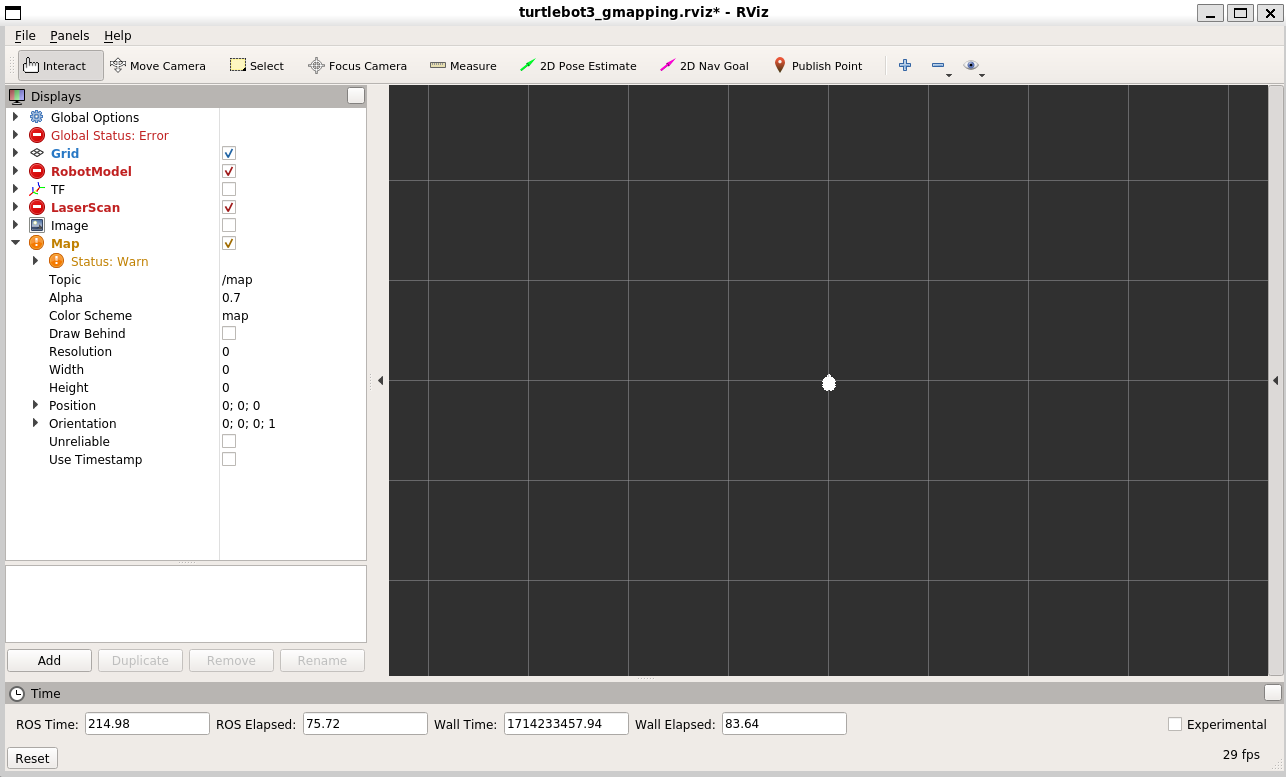 turtlebot3_gmapping.rviz* - RViz
File Panels Help
Interact Move Camera Select Focus Camera Measure 2D Pose Estimate 2D Nav Goal Publish Point
Displays
Global Options
Global Status: Error
Grid
RobotModel
TF
LaserScan
Image
Map
Status: Warn
Topic /map
Alpha 0.7
Color Scheme map
Draw Behind
Resolution 0
Width 0
Height 0
Position 0; 0; 0
Orientation 0; 0; 0; 1
Unreliable
Use Timestamp
Add Duplicate Remove Rename
Time
ROS Time: 214.98 ROS Elapsed: 75.72 Wall Time: 1714233457.94 Wall Elapsed: 83.64 Experimental
Reset 29 fps